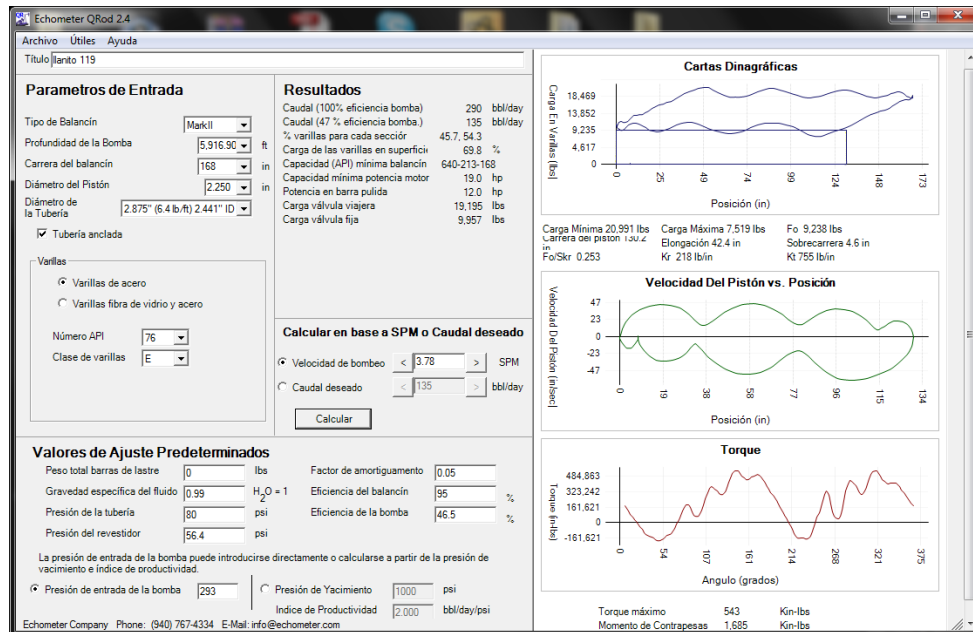 Echometer QRod 2.4
Archivo Útiles Ayuda
Título llanito 119
Parametros de Entrada
Tipo de Balancín MarkII
Profundidad de la Bomba 5,916.90 ft
Carrera del balancín 168 in
Diámetro del Pistón 2.250 in
Diámetro de
la Tubería 2.875" (6.4 lb/ft) 2.441" ID
Tubería anclada
Varillas
Varillas de acero
Varillas fibra de vidrio y acero
Número API 76
Clase de varillas E
Resultados
Caudal (100% eficiencia bomba) 290 bbl/day
Caudal (47 % eficiencia bomba.) 135 bbl/day
% varillas para cada secciór 45.7, 54.3
Carga de las varillas en superficie 69.8 %
Capacidad (API) mínima balancín 640-213-168
Capacidad mínima potencia motor 19.0 hp
Potencia en barra pulida 12.0 hp
Carga válvula viajera 19,195 lbs
Carga válvula fija 9,957 lbs
Calcular en base a SPM o Caudal deseado
Velocidad de bombeo < 3.78 > SPM
Caudal deseado < 135 > bbl/day
Calcular
Valores de Ajuste Predeterminados
Peso total barras de lastre 0 lbs
Gravedad específica del fluido 0.99 H2O = 1
Presión de la tubería 80 psi
Presión del revestidor 56.4 psi
Factor de amortiguamento 0.05
Eficiencia del balancín 95 %
Eficiencia de la bomba 46.5 %
La presión de entrada de la bomba puede introducirse directamente o calcularse a partir de la presión de
yacimiento e índice de productividad.
Presión de entrada de la bomba 293
Presión de Yacimiento 1000 psi
Indice de Productividad 2.000 bbl/day/psi
Echometer Company Phone: (940) 767-4334 E-Mail: info@echometer.com
Cartas Dinagráficas
Carga En Varillas (lbs)
18,469
13,852
9,235
4,617
0
0 25 49 74 99 124 148 173
Posición (in)
Carga Mínima 20,991 lbs Carga Máxima 7,519 lbs Fo 9,238 lbs
Carrera del pistón 130.2
in Elongación 42.4 in Sobrecarrera 4.6 in
Fo/Skr 0.253 Kr 218 lb/in Kt 755 lb/in
Velocidad Del Pistón vs. Posición
Velocidad Del Pistón (in/sec)
47
23
0
-23
-47
0 19 38 58 77 96 115 134
Posición (in)
Torque
Torque (in-lbs)
484,863
323,242
161,621
0
-161,621
0 54 107 161 214 268 321 375
Angulo (grados)
Torque máximo 543 Kin-lbs
Momento de Contrapesas 1,685 Kin-lbs